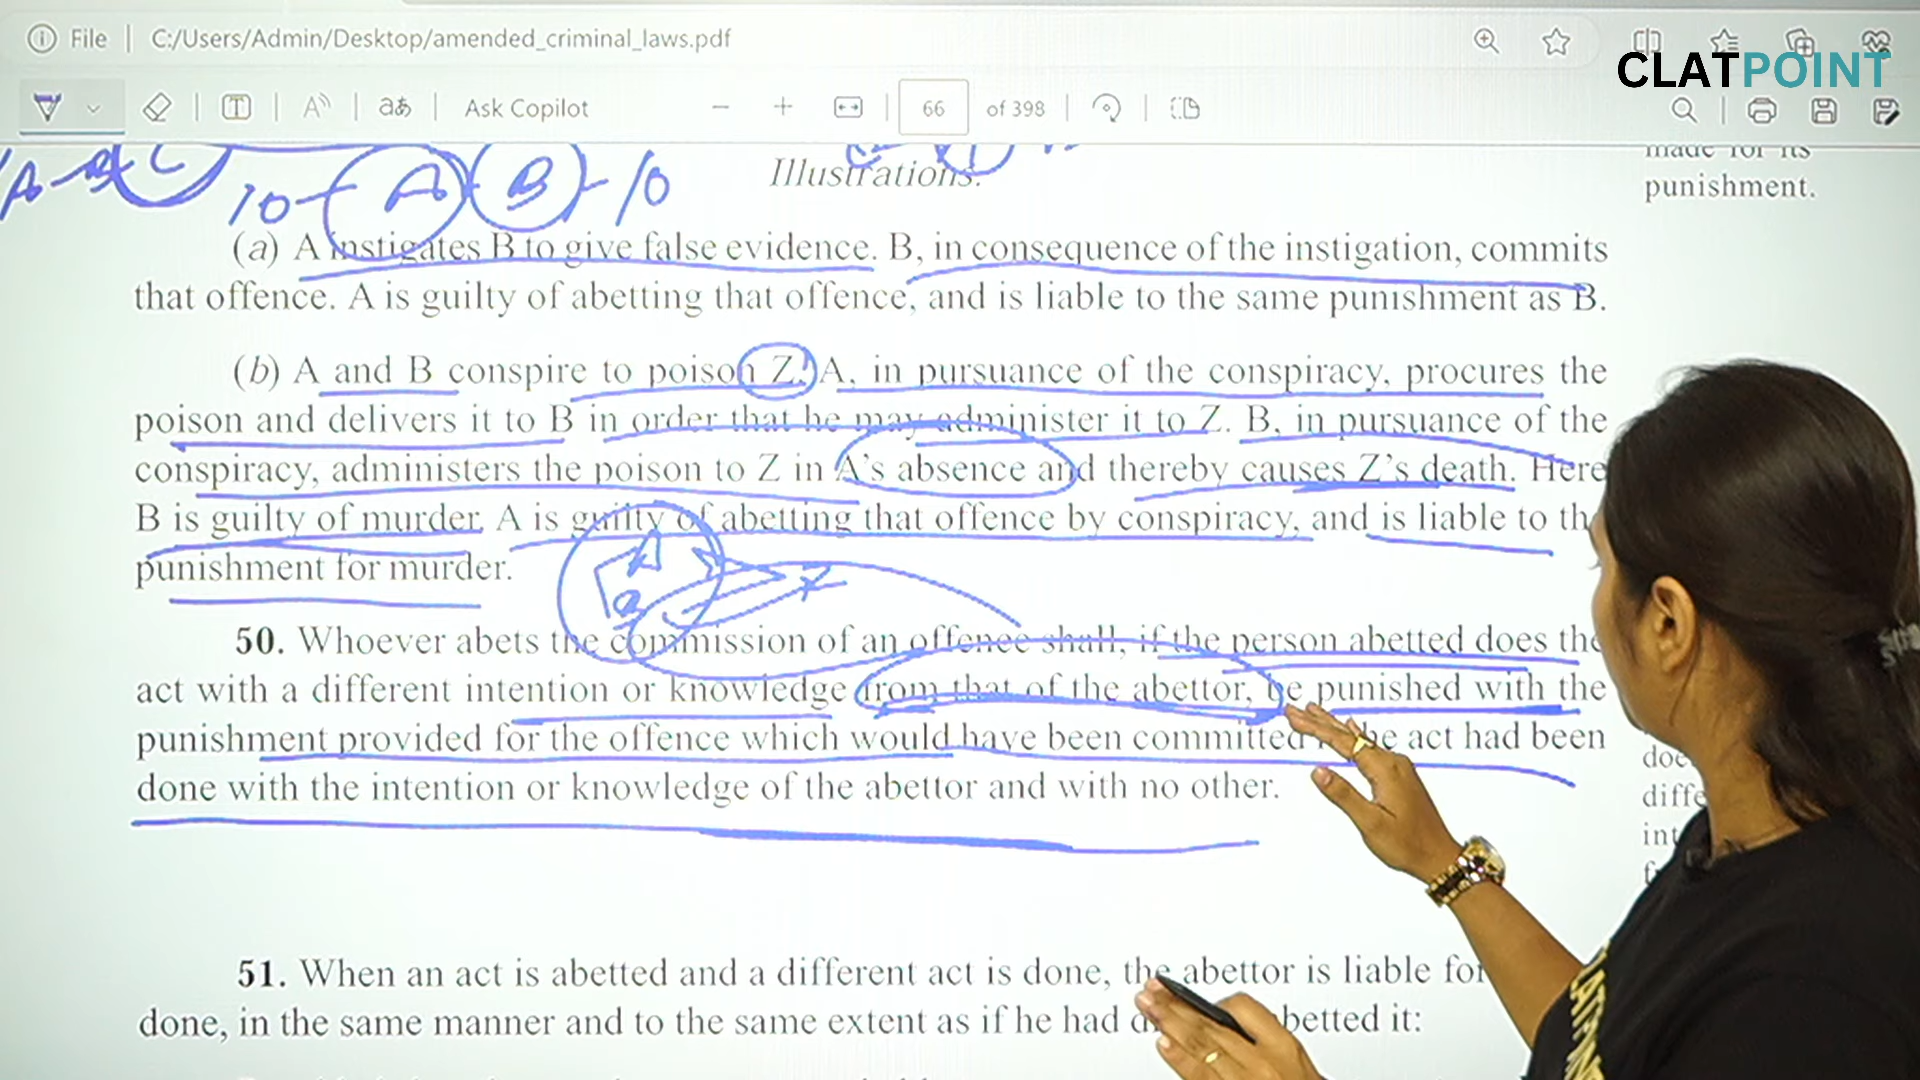 File | C:/Users/Admin/Desktop/amended_criminal_laws.pdf
CLATPOINT
T A aあ Ask Copilot 66 of 398
A B C 10 - A B - 10
Illustrations.
punishment.
(a) A instigates B to give false evidence. B, in consequence of the instigation, commits
that offence. A is guilty of abetting that offence, and is liable to the same punishment as B.
(b) A and B conspire to poison Z. A, in pursuance of the conspiracy, procures the
poison and delivers it to B in order that he may administer it to Z. B, in pursuance of the
conspiracy, administers the poison to Z in A's absence and thereby causes Z's death. Here
B is guilty of murder. A is guilty of abetting that offence by conspiracy, and is liable to
punishment for murder.
A
B
Z
50. Whoever abets the commission of an offence shall, if the person abetted does
act with a different intention or knowledge from that of the abettor, be punished with the
punishment provided for the offence which would have been committed act had been
done with the intention or knowledge of the abettor and with no other.
51. When an act is abetted and a different act is done, the abettor is liable
done, in the same manner and to the same extent as if he had it: